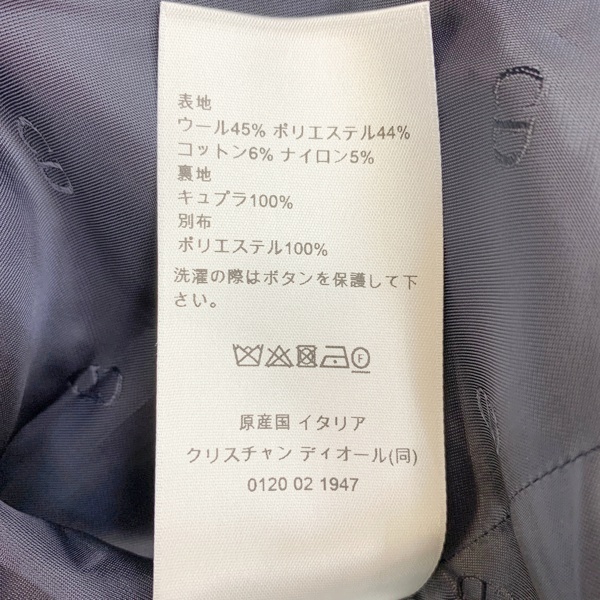 表地
ウール45% ポリエステル44%
コットン6% ナイロン5%
裏地
キュプラ100%
別布
ポリエステル100%
洗濯の際はボタンを保護して下
さい。
原産国 イタリア
クリスチャン ディオール(同)
0120 02 1947
CD